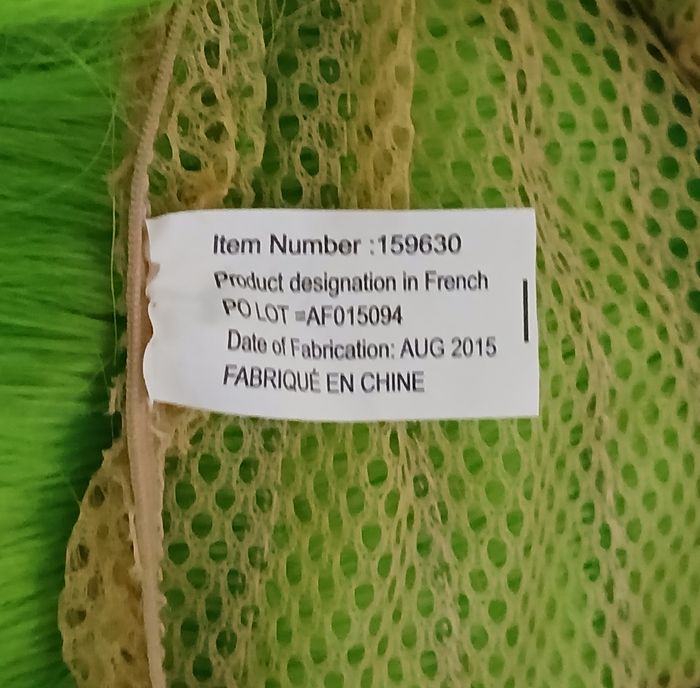 Item Number :159630
Product designation in French
PO LOT =AF015094
Date of Fabrication: AUG 2015
FABRIQUÉ EN CHINE